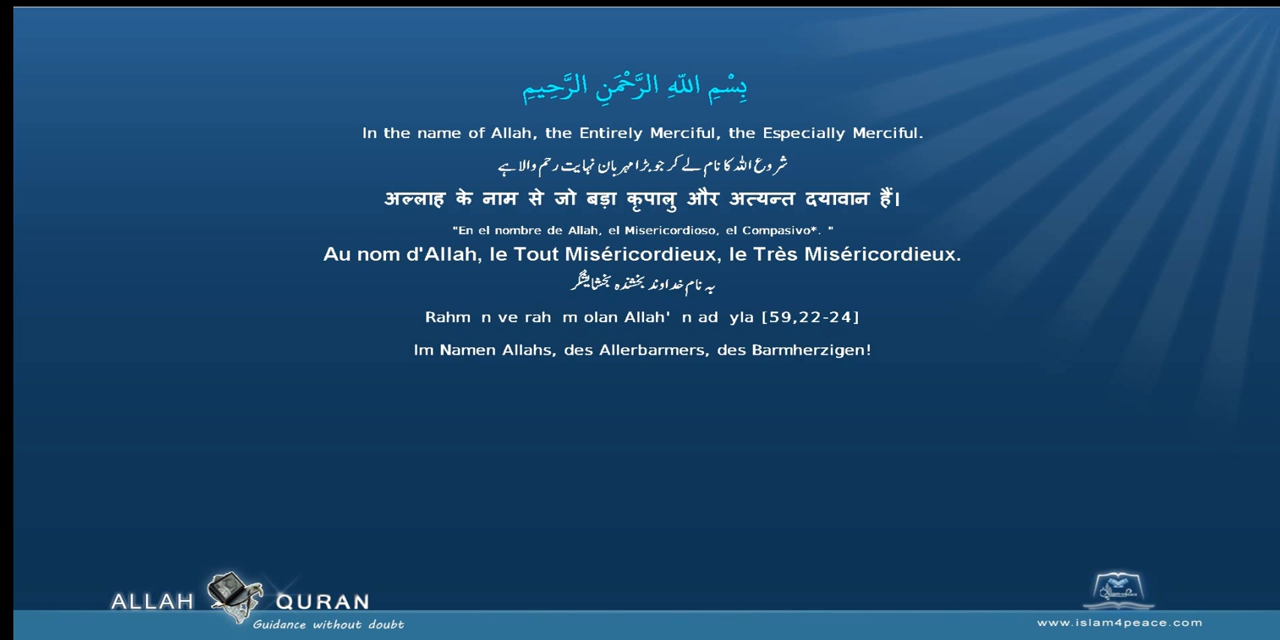 بِسْمِ اللّهِ الرَّحْمَنِ الرَّحِيمِ
In the name of Allah, the Entirely Merciful, the Especially Merciful.
شروع اللہ کا نام لے کر جو بڑا مہربان نہایت رحم والا ہے
अल्लाह के नाम से जो बड़ा कृपालु और अत्यन्त दयावान हैं।
"En el nombre de Allah, el Misericordioso, el Compasivo*. "
Au nom d'Allah, le Tout Miséricordieux, le Très Miséricordieux.
به نام خداوند بخشنده بخشایشگر
Rahm n ve rah m olan Allah' n ad yla [59,22-24]
Im Namen Allahs, des Allerbarmers, des Barmherzigen!
ALLAH QURAN
Guidance without doubt
www.islam4peace.com